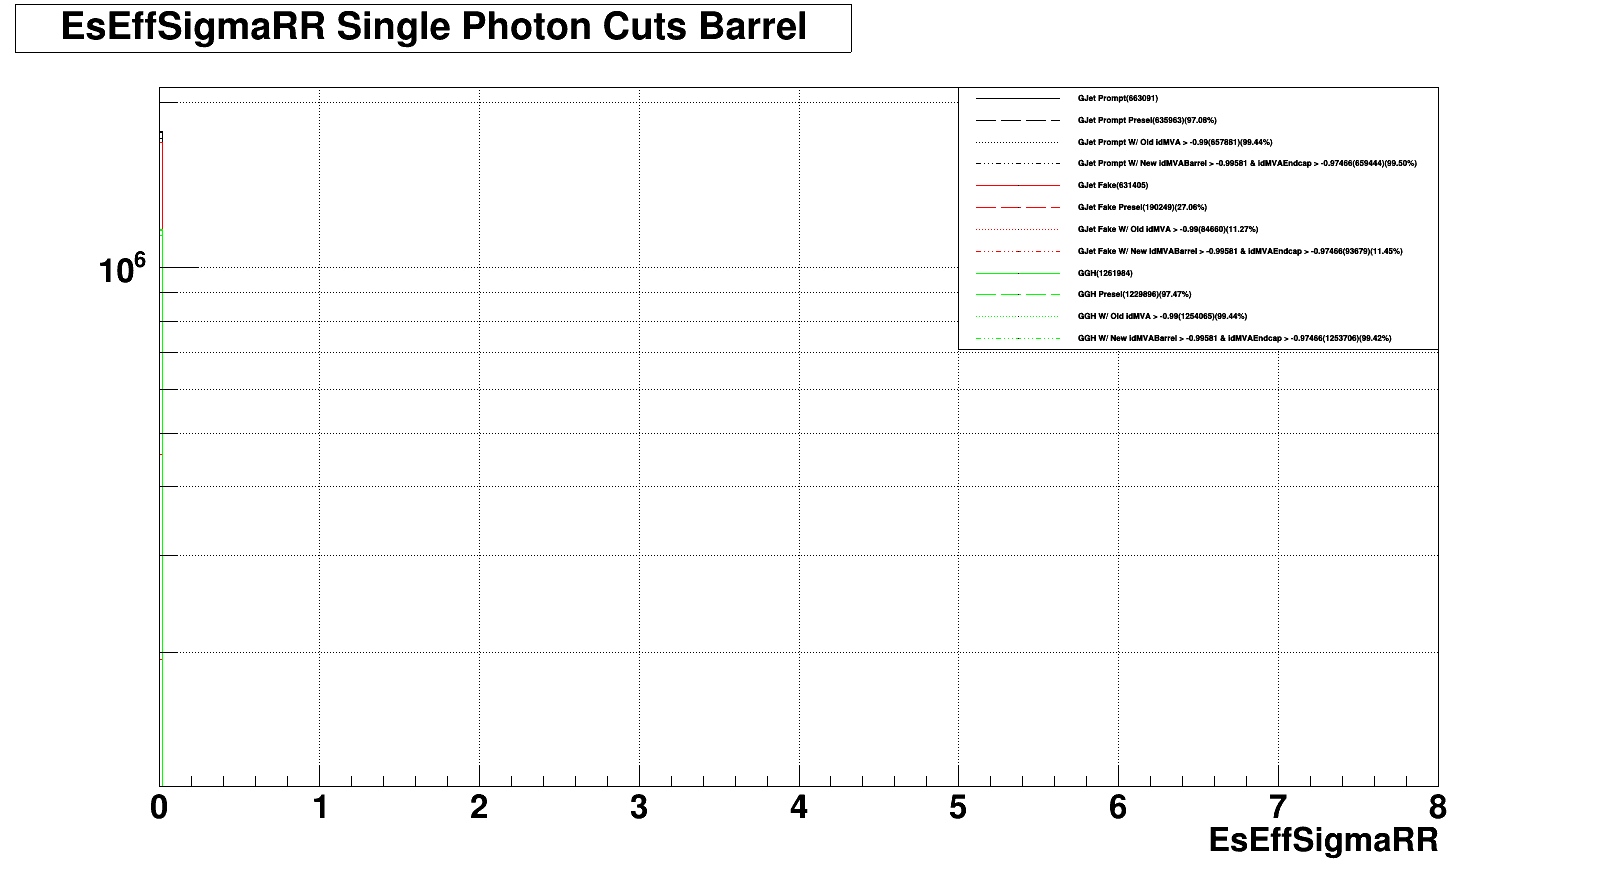 EsEffSigmaRR Single Photon Cuts Barrel
GJet Prompt(663091)
GJet Prompt Presel(635963)(97.08%)
GJet Prompt W/ Old idMVA > -0.99(657881)(99.44%)
GJet Prompt W/ New idMVABarrel > -0.99581 & idMVAEndcap > -0.97466(659444)(99.50%)
GJet Fake(631405)
GJet Fake Presel(190249)(27.06%)
GJet Fake W/ Old idMVA > -0.99(84660)(11.27%)
GJet Fake W/ New idMVABarrel > -0.99581 & idMVAEndcap > -0.97466(93679)(11.45%)
GGH(1261984)
GGH Presel(1229896)(97.47%)
GGH W/ Old idMVA > -0.99(1254065)(99.44%)
GGH W/ New idMVABarrel > -0.99581 & idMVAEndcap > -0.97466(1253706)(99.42%)
10^6
0 1 2 3 4 5 6 7 8
EsEffSigmaRR